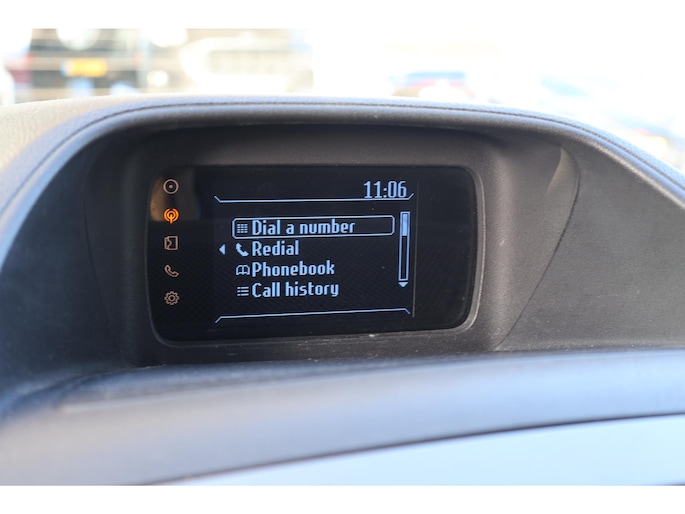 11:06
Dial a number
Redial
Phonebook
Call history